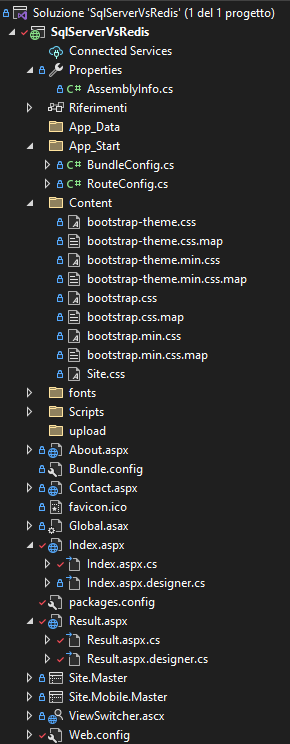 Soluzione 'SqlServerVsRedis' (1 del 1 progetto)
SqlServerVsRedis
Connected Services
Properties
C# AssemblyInfo.cs
Riferimenti
App_Data
App_Start
C# BundleConfig.cs
C# RouteConfig.cs
Content
bootstrap-theme.css
bootstrap-theme.css.map
bootstrap-theme.min.css
bootstrap-theme.min.css.map
bootstrap.css
bootstrap.css.map
bootstrap.min.css
bootstrap.min.css.map
Site.css
fonts
Scripts
upload
About.aspx
Bundle.config
Contact.aspx
favicon.ico
Global.asax
Index.aspx
Index.aspx.cs
Index.aspx.designer.cs
packages.config
Result.aspx
Result.aspx.cs
Result.aspx.designer.cs
Site.Master
Site.Mobile.Master
ViewSwitcher.ascx
Web.config